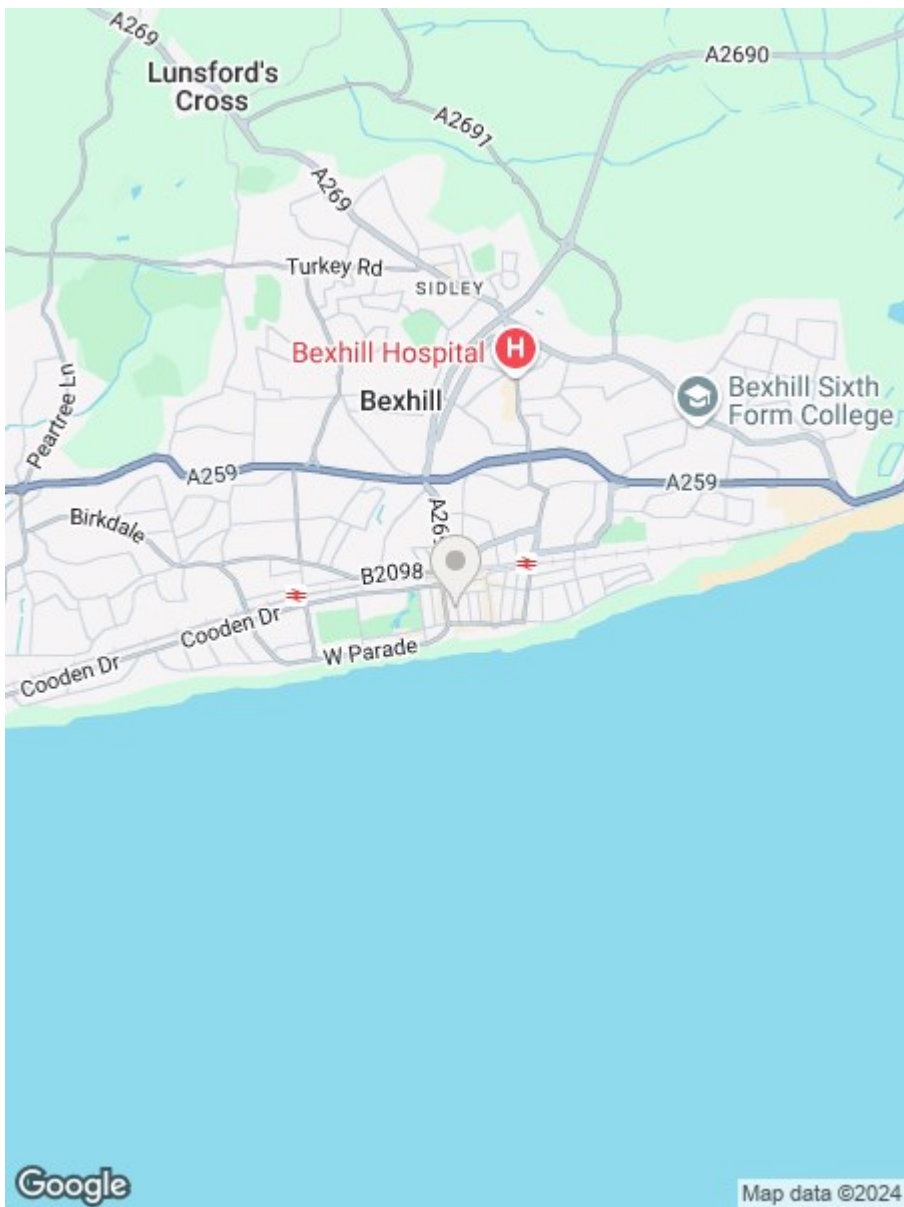 A269
A2690
Lunsford's
Cross
A2691
A269
Turkey Rd
SIDLEY
Bexhill Hospital
H
Bexhill Sixth
Form College
Bexhill
Peartree Ln
A259
A259
Birkdale
B2098
Cooden Dr
W Parade
Cooden Dr
Google
Map data ©2024